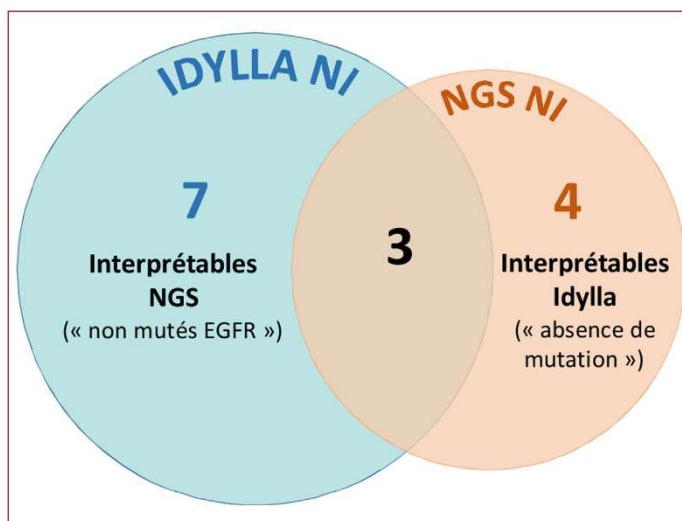 IDYLLA NI
NGS NI
7
Interprétables
NGS
(« non mutés EGFR »)
3
4
Interprétables
Idylla
(« absence de
mutation »)